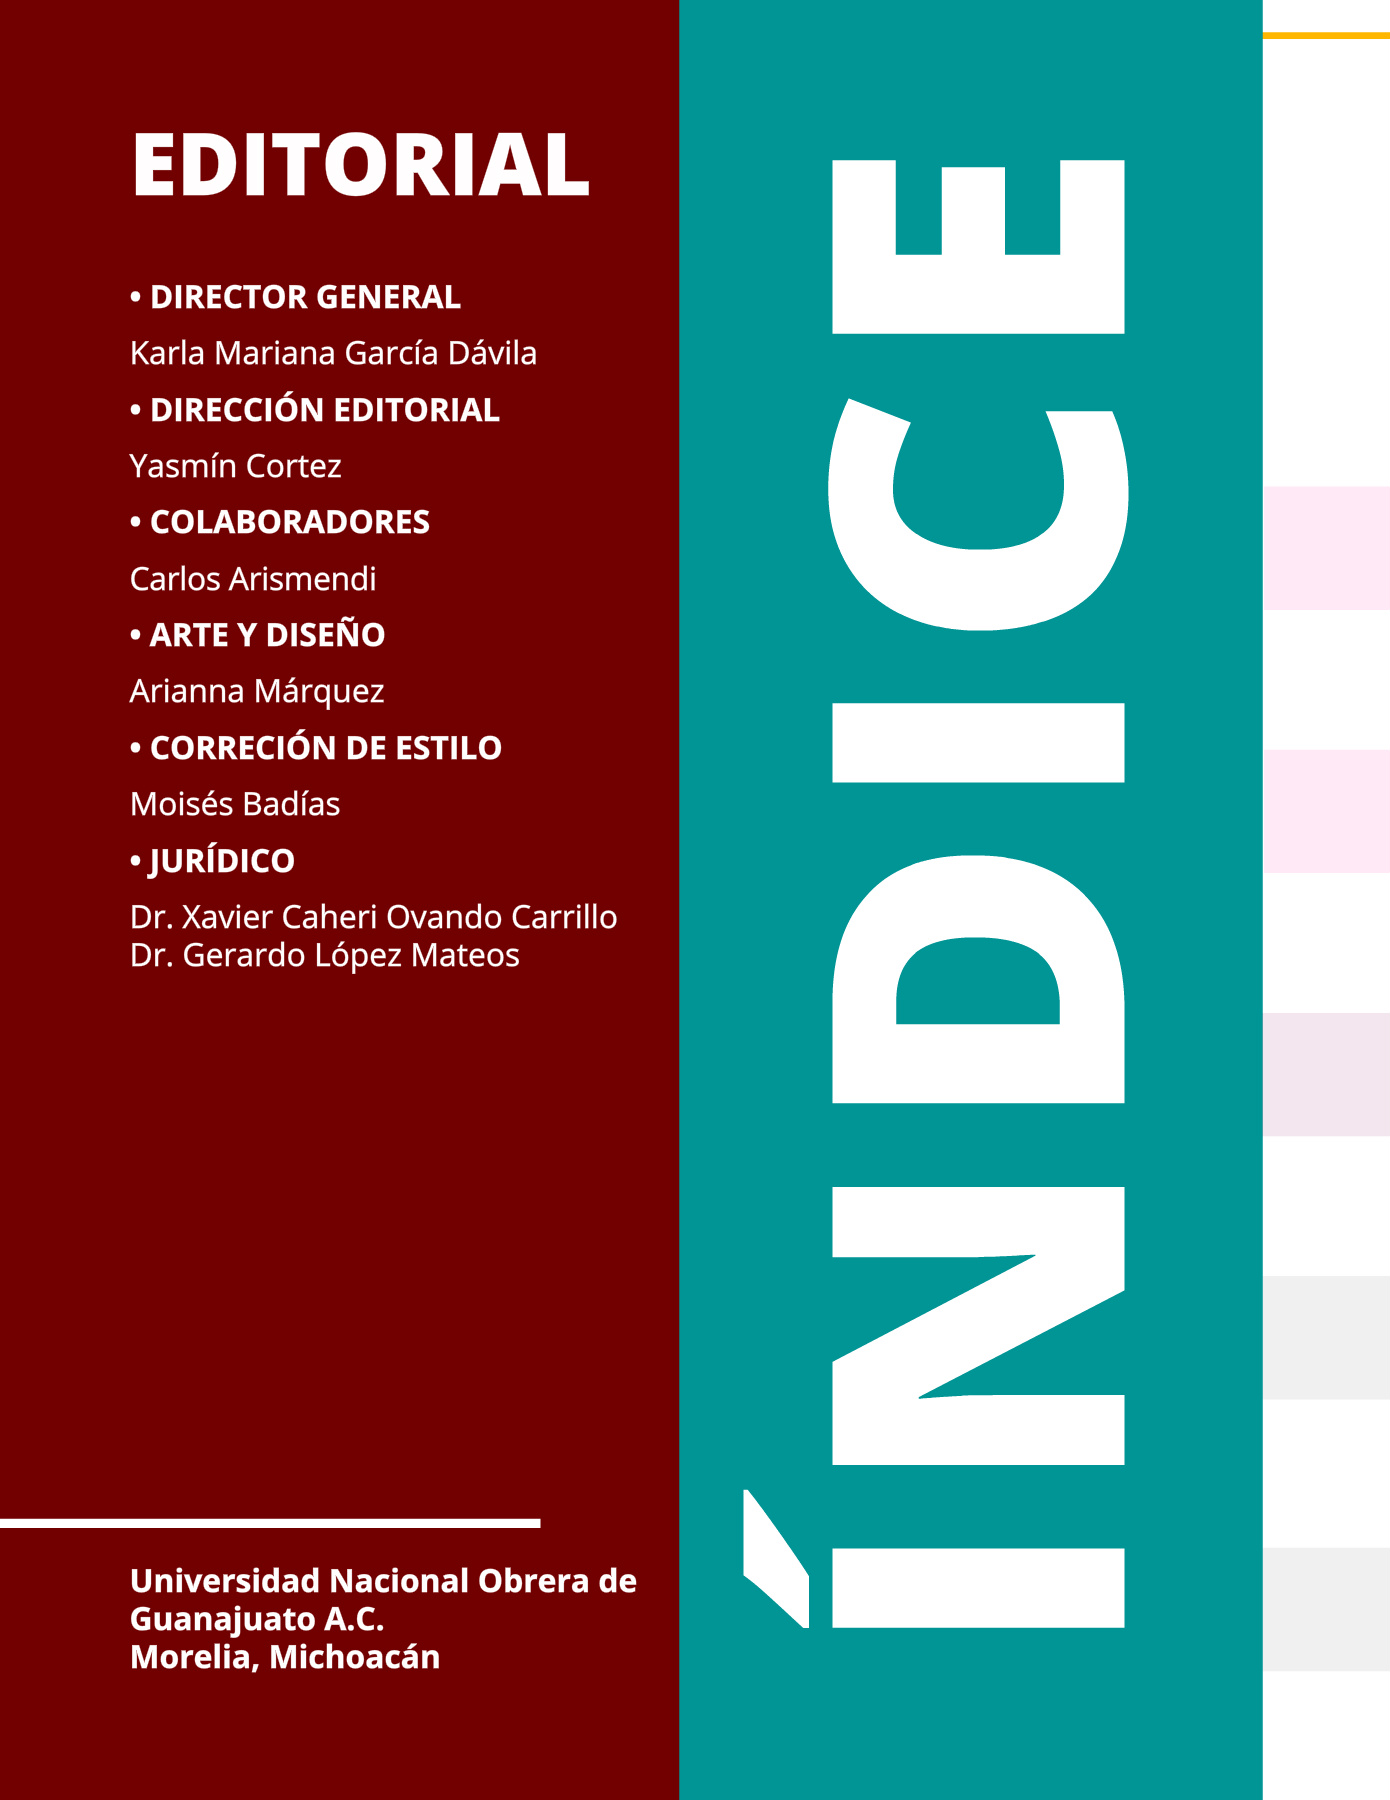 EDITORIAL
• DIRECTOR GENERAL
Karla Mariana García Dávila
• DIRECCIÓN EDITORIAL
Yasmín Cortez
• COLABORADORES
Carlos Arismendi
• ARTE Y DISEÑO
Arianna Márquez
• CORRECIÓN DE ESTILO
Moisés Badías
• JURÍDICO
Dr. Xavier Caheri Ovando Carrillo
Dr. Gerardo López Mateos
Universidad Nacional Obrera de
Guanajuato A.C.
Morelia, Michoacán
ÍNDICE